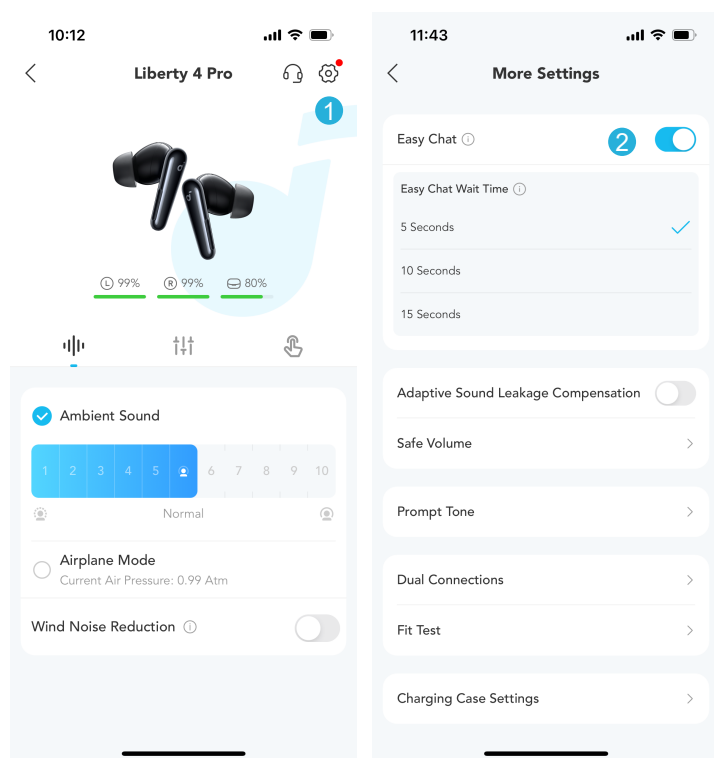 10:12
Liberty 4 Pro
1
L 99% R 99% 80%
Ambient Sound
1 2 3 4 5 6 7 8 9 10
Normal
Airplane Mode
Current Air Pressure: 0.99 Atm
Wind Noise Reduction
11:43
More Settings
Easy Chat
2
Easy Chat Wait Time
5 Seconds
10 Seconds
15 Seconds
Adaptive Sound Leakage Compensation
Safe Volume
Prompt Tone
Dual Connections
Fit Test
Charging Case Settings